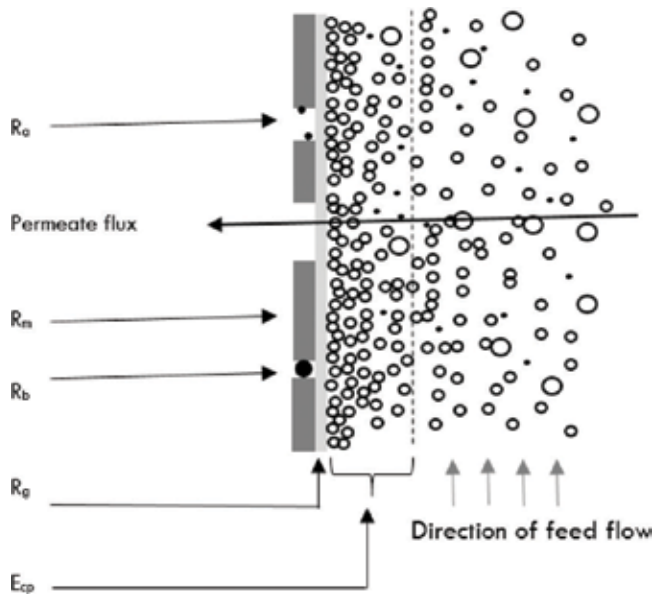 Ra
Permeate flux
Rm
Rb
Rg
Direction of feed flow
Ecp